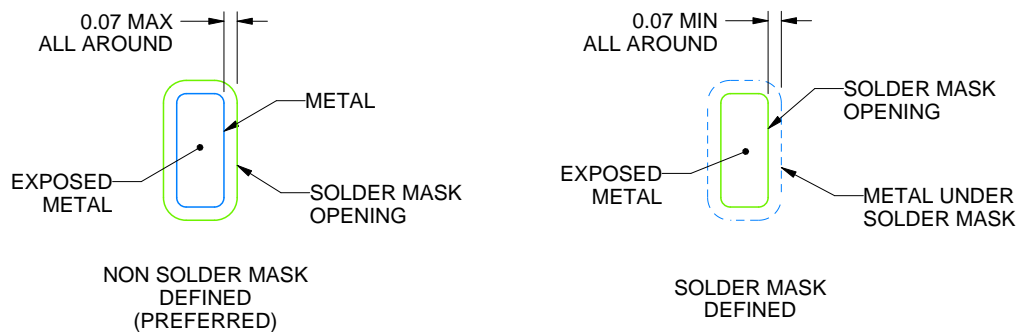 0.07 MAX
ALL AROUND
METAL
EXPOSED
METAL
SOLDER MASK
OPENING
NON SOLDER MASK
DEFINED
(PREFERRED)
0.07 MIN
ALL AROUND
SOLDER MASK
OPENING
EXPOSED
METAL
METAL UNDER
SOLDER MASK
SOLDER MASK
DEFINED